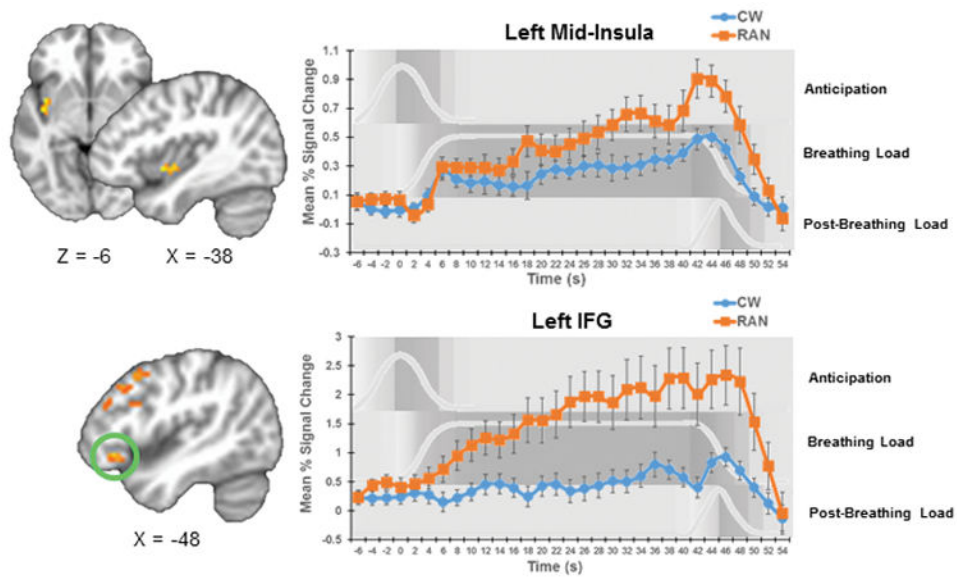 Left Mid-Insula
CW
RAN
Mean % Signal Change
1.1
0.9
0.7
0.5
0.3
0.1
-0.1
-0.3
-6 -4 -2 0 2 4 6 8 10 12 14 16 18 20 22 24 26 28 30 32 34 36 38 40 42 44 46 48 50 52 54
Time (s)
Anticipation
Breathing Load
Post-Breathing Load
Z = -6 X = -38
Left IFG
CW
RAN
Mean % Signal Change
3
2.5
2
1.5
1
0.5
0
-0.5
-6 -4 -2 0 2 4 6 8 10 12 14 16 18 20 22 24 26 28 30 32 34 36 38 40 42 44 46 48 50 52 54
Time (s)
Anticipation
Breathing Load
Post-Breathing Load
X = -48